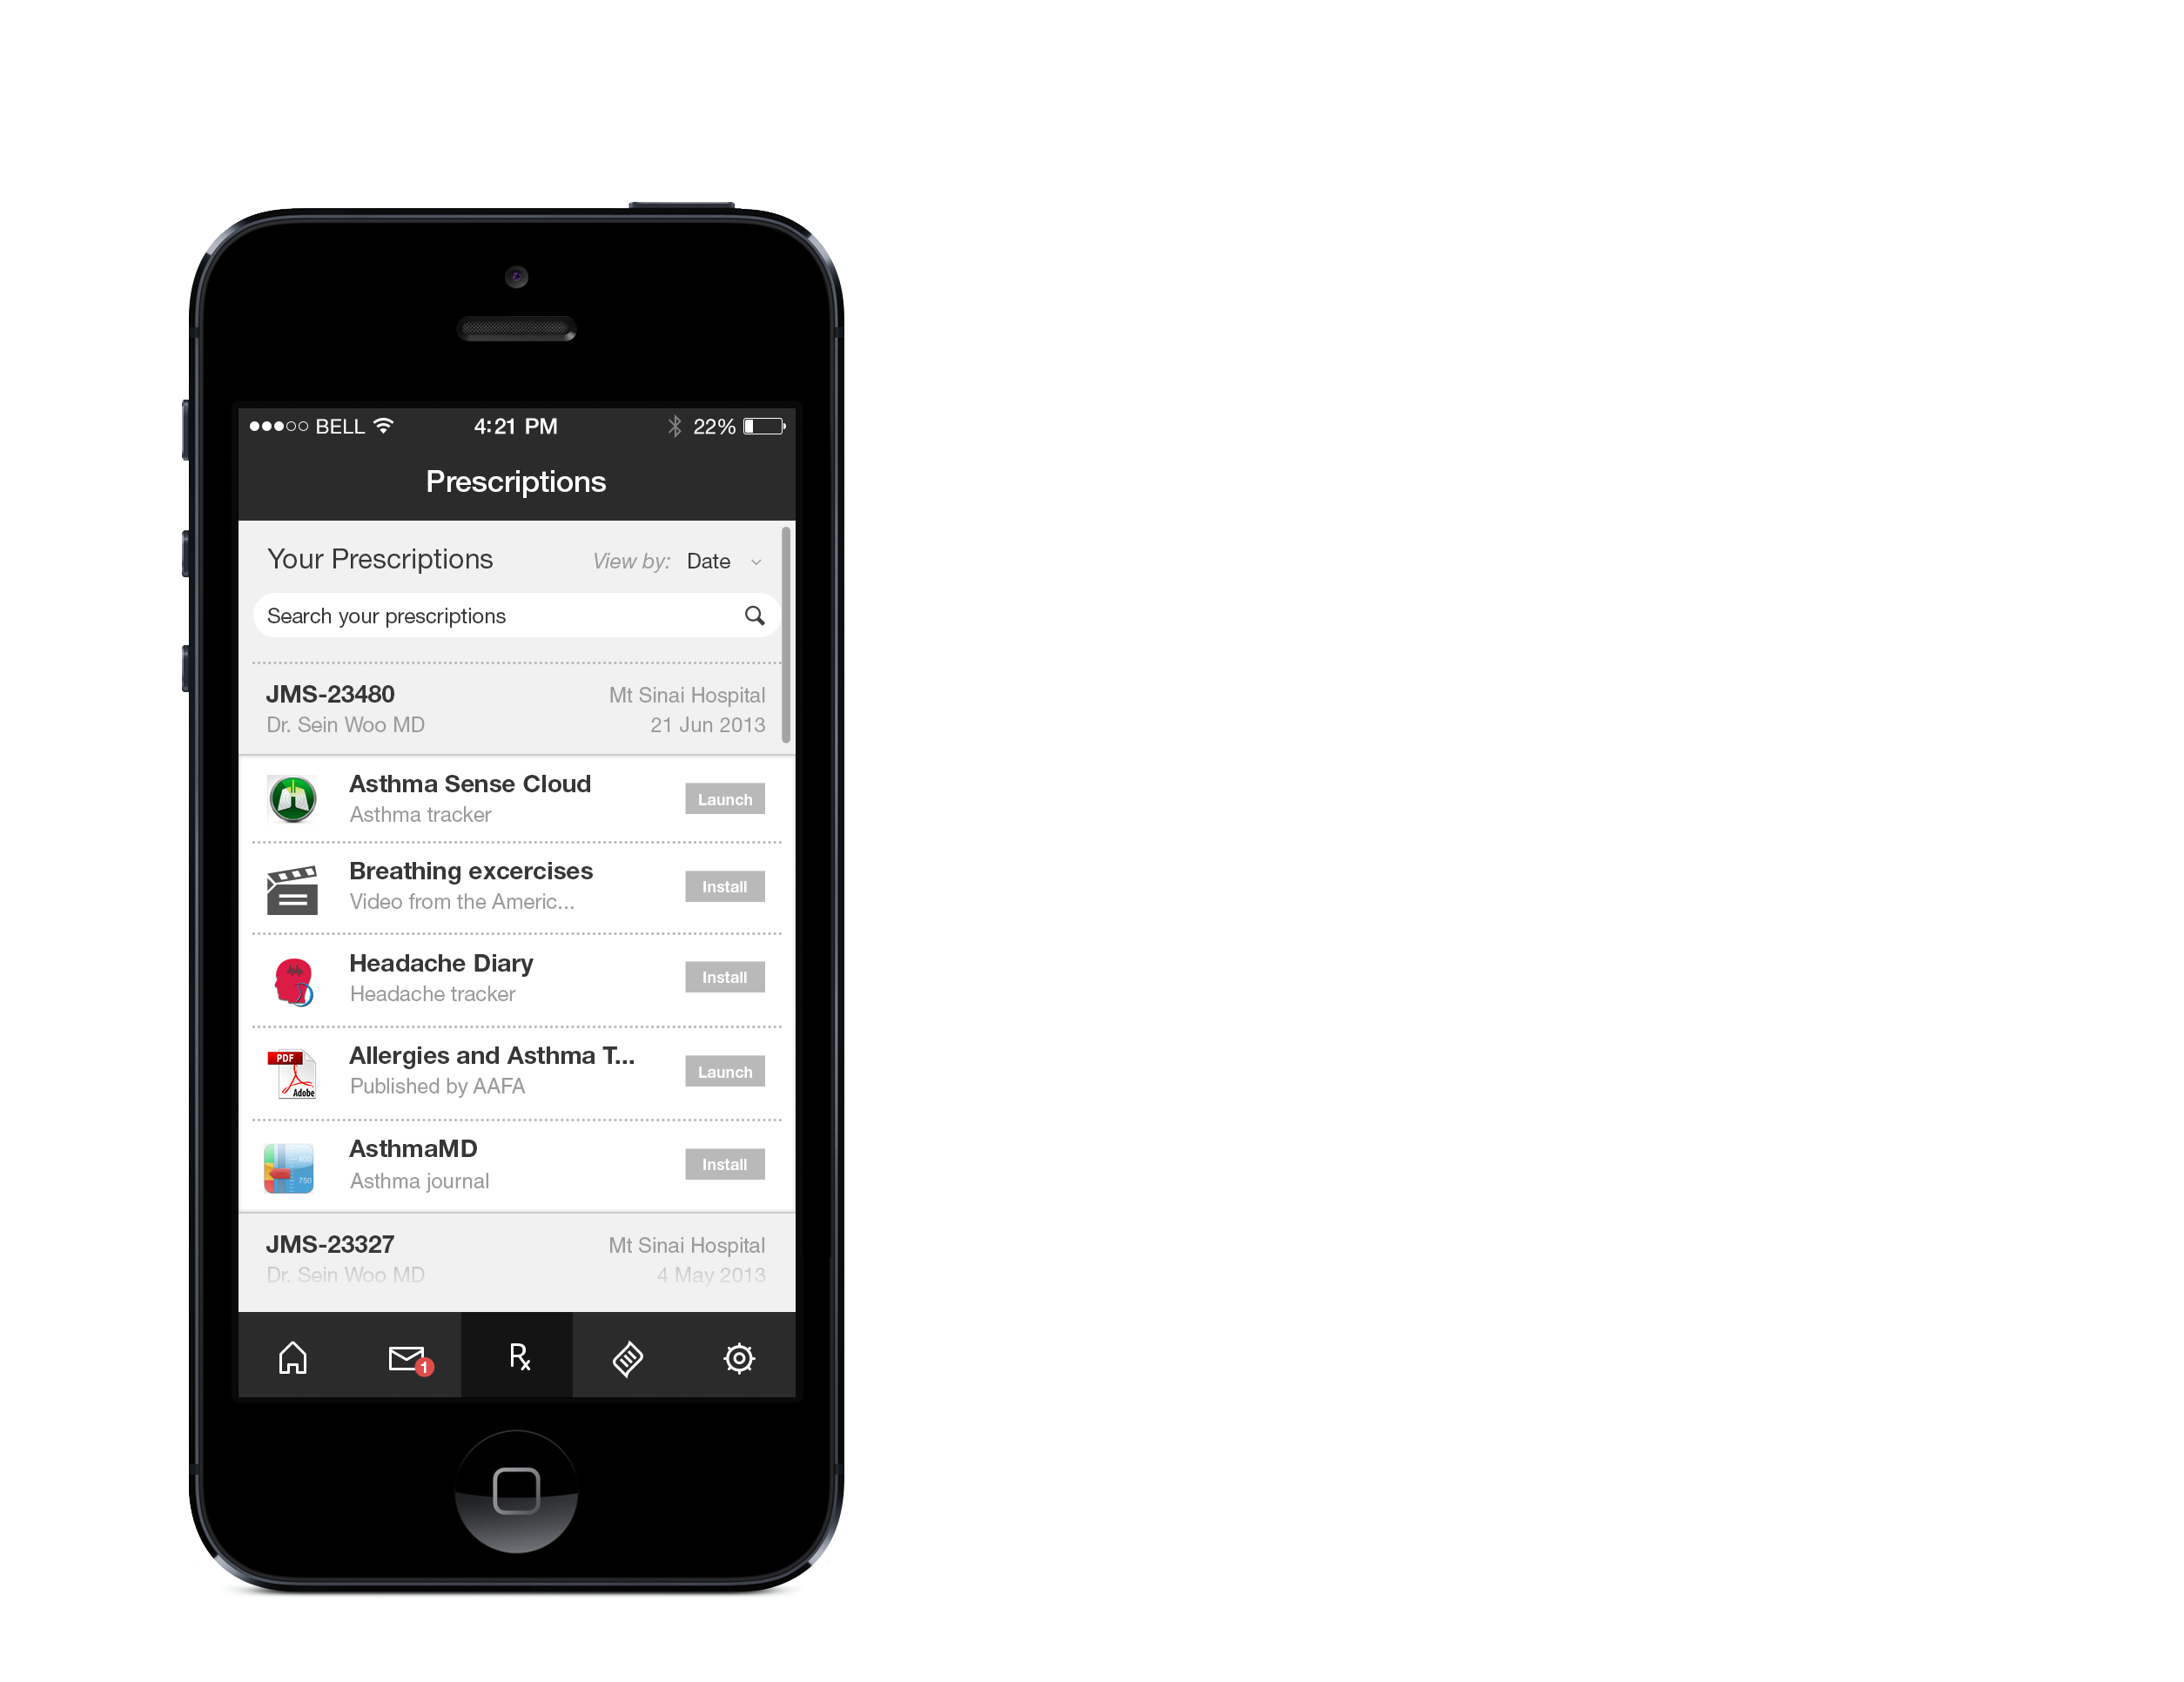 BELL 4:21 PM 22%
Prescriptions
Your Prescriptions View by: Date
Search your prescriptions
JMS-23480 Mt Sinai Hospital
Dr. Sein Woo MD 21 Jun 2013
Asthma Sense Cloud
Asthma tracker
Launch
Breathing excercises
Video from the Americ...
Install
Headache Diary
Headache tracker
Install
PDF
Adobe
Allergies and Asthma T...
Published by AAFA
Launch
800
750
AsthmaMD
Asthma journal
Install
JMS-23327 Mt Sinai Hospital
Dr. Sein Woo MD 4 May 2013
1 Rx